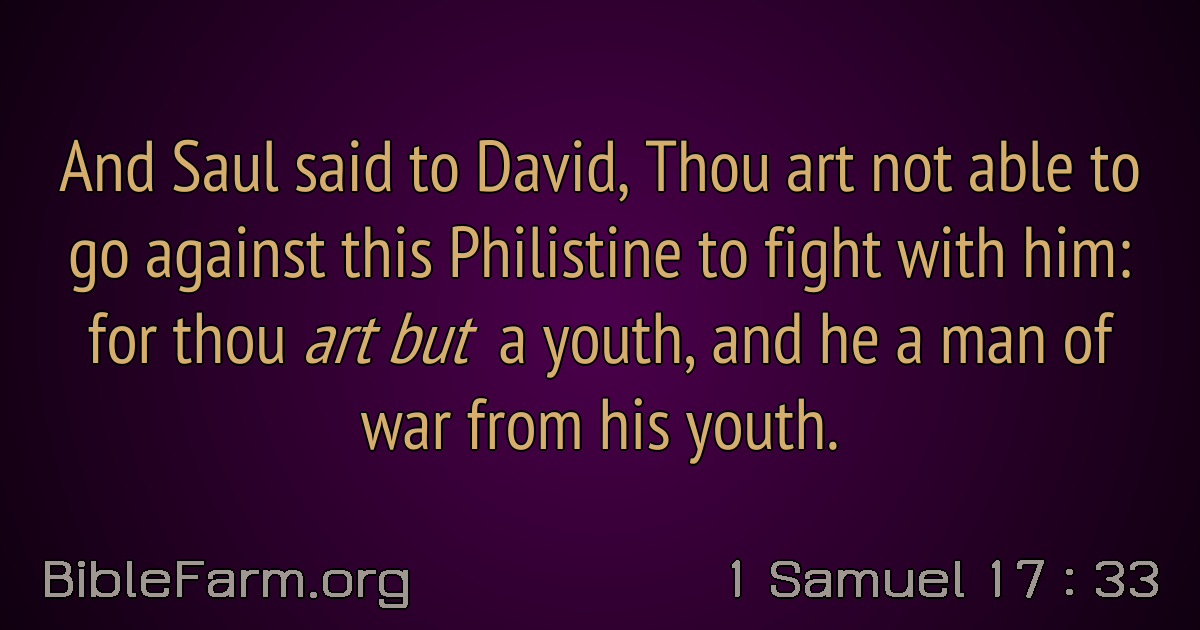 And Saul said to David, Thou art not able to
go against this Philistine to fight with him:
for thou art but a youth, and he a man of
war from his youth.
BibleFarm.org
1 Samuel 17 : 33